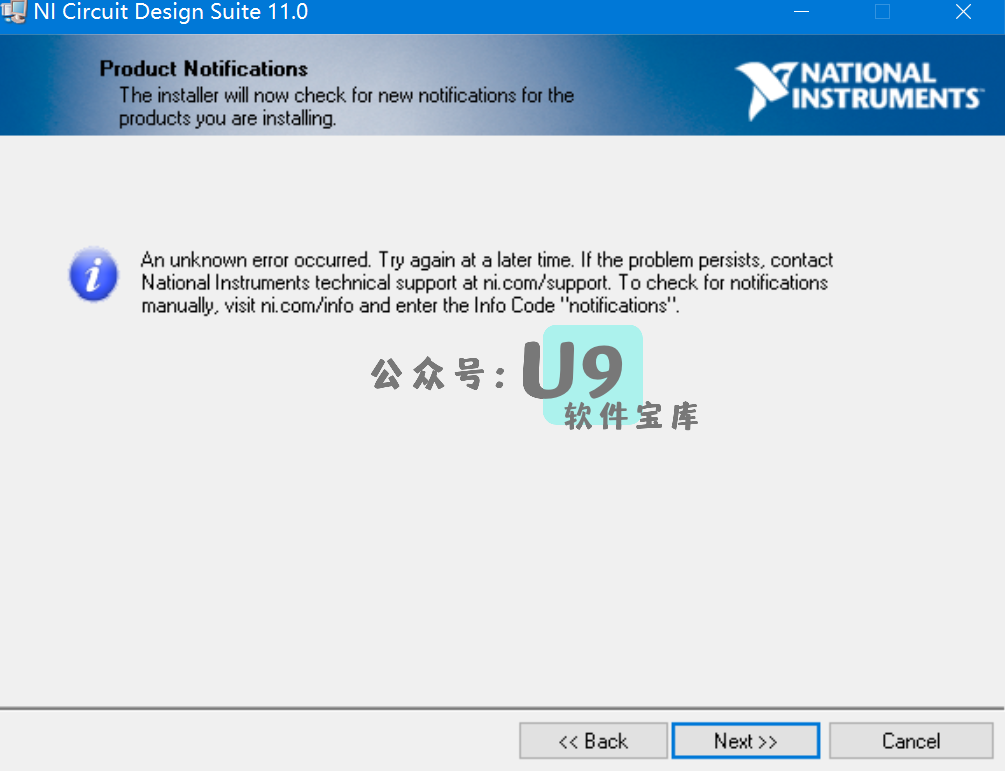 NI Circuit Design Suite 11.0
Product Notifications
The installer will now check for new notifications for the
products you are installing.
NATIONAL
INSTRUMENTS™
An unknown error occurred. Try again at a later time. If the problem persists, contact
National Instruments technical support at ni.com/support. To check for notifications
manually, visit ni.com/info and enter the Info Code "notifications".
公众号:U9
软件宝库
<< Back
Next >>
Cancel